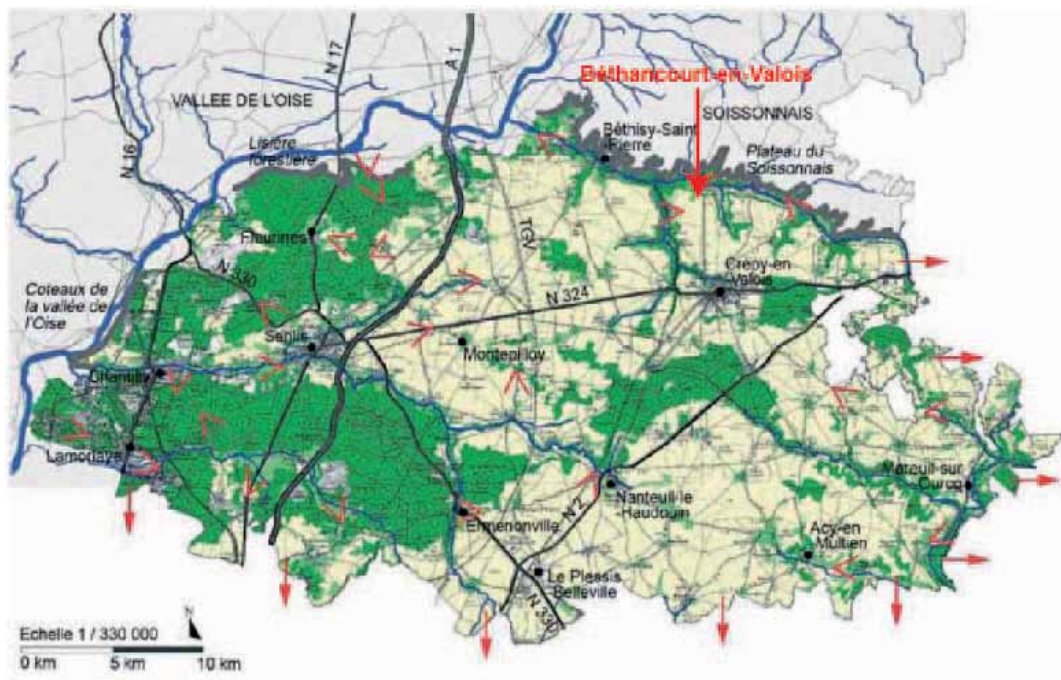 N 17
A 1
Béthancourt-en-Valois
VALLEE DE L'OISE
SOISSONNAIS
N 16
Lisière
forestière
Béthisy-Saint
-Pierre
Plateau du
Soissonnais
Fleurines
TGV
N 330
Crépy-en
-Valois
Coteaux de
la vallée de
l'Oise
N 324
Senlis
Montépilloy
Chantilly
Lamorlaye
Mareuil-sur
Ourcq
Nanteuil-le
-Haudouin
N 2
Ermenonville
Acy-en
Multien
Le Plessis
Belleville
N 330
N
Echelle 1 / 330 000
0 km
5 km
10 km